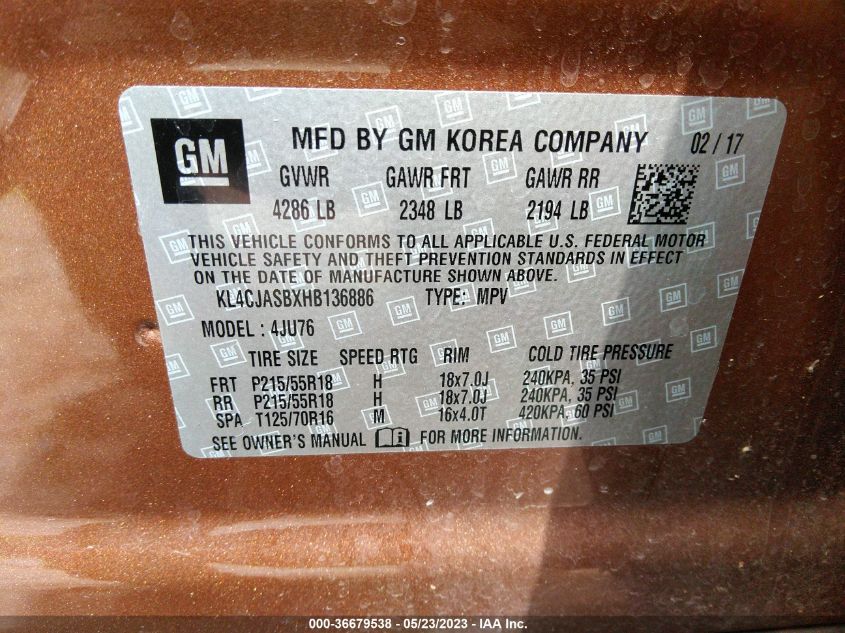 GM MFD BY GM KOREA COMPANY 02 / 17
GVWR GAWR FRT GAWR RR
4286 LB 2348 LB 2194 LB
THIS VEHICLE CONFORMS TO ALL APPLICABLE U.S. FEDERAL MOTOR
VEHICLE SAFETY AND THEFT PREVENTION STANDARDS IN EFFECT
ON THE DATE OF MANUFACTURE SHOWN ABOVE.
KL4CJASBXHB136886 TYPE: MPV
MODEL : 4JU76
TIRE SIZE SPEED RTG RIM COLD TIRE PRESSURE
FRT P215/55R18 H 18x7.0J 240KPA, 35 PSI
RR P215/55R18 H 18x7.0J 240KPA, 35 PSI
SPA T125/70R16 M 16x4.0T 420KPA, 60 PSI
SEE OWNER'S MANUAL FOR MORE INFORMATION.
000-36679538 - 05/23/2023 - IAA Inc.